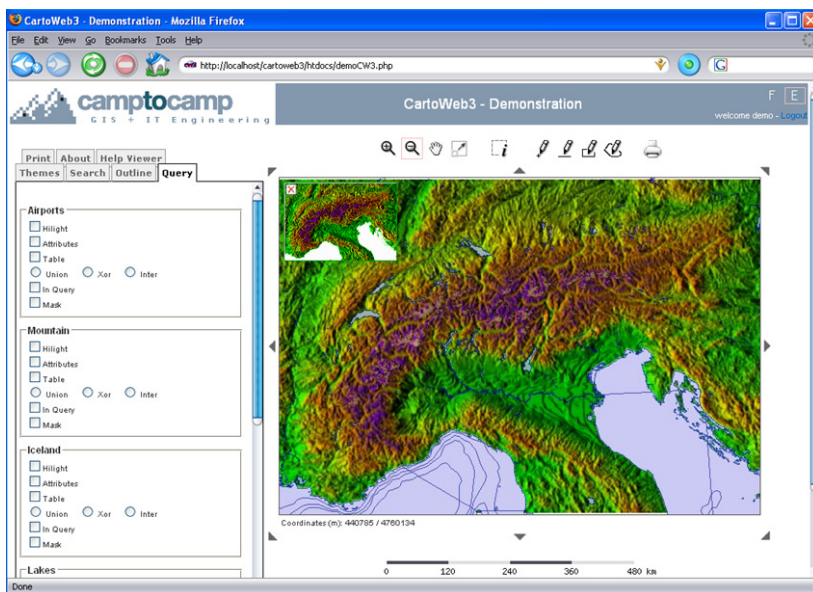 CartoWeb3 - Demonstration - Mozilla Firefox
File Edit View Go Bookmarks Tools Help
http://localhost/cartoweb3/htdocs/demoCW3.php
G
camptocamp
GIS + IT Engineering
CartoWeb3 - Demonstration
F E
welcome demo - Logout
Print About Help Viewer
Themes Search Outline Query
Airports
Hilight
Attributes
Table
Union Xor Inter
In Query
Mask
Mountain
Hilight
Attributes
Table
Union Xor Inter
In Query
Mask
Iceland
Hilight
Attributes
Table
Union Xor Inter
In Query
Mask
Lakes
Coordinates (m): 440785 / 4760134
0 120 240 360 480 km
Done